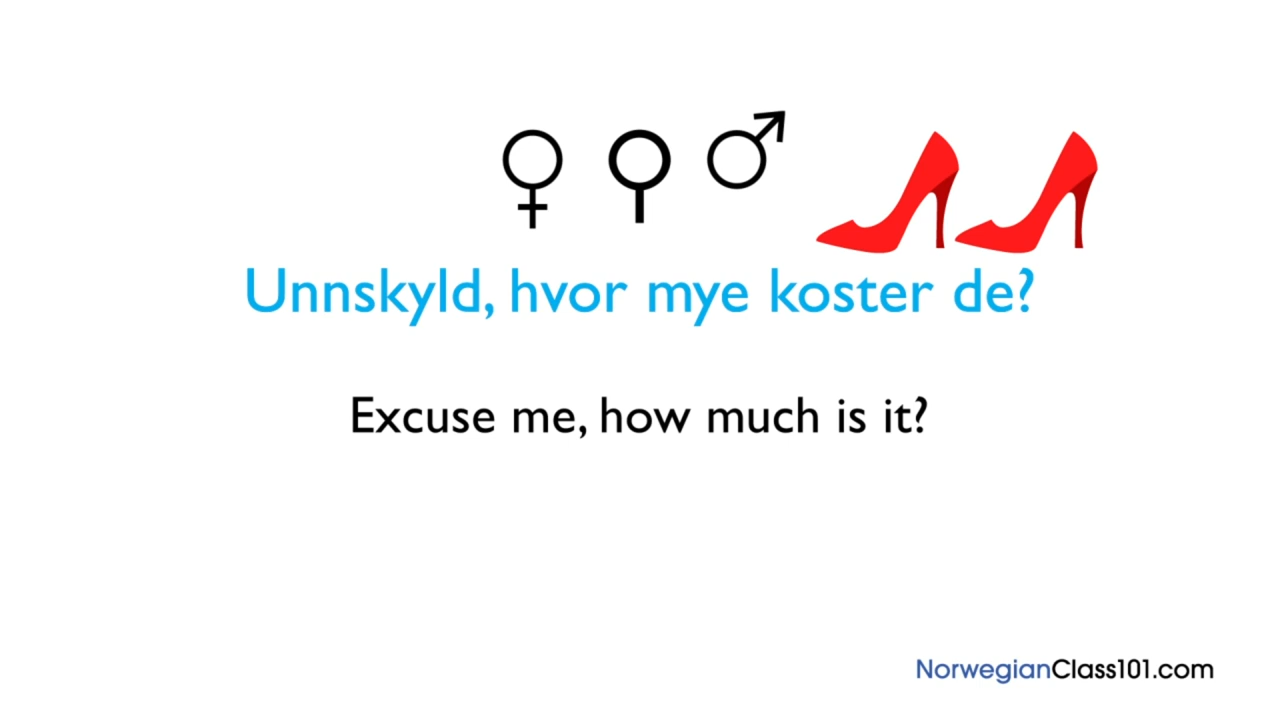 Unnskyld, hvor mye koster de?
Excuse me, how much is it?
NorwegianClass101.com